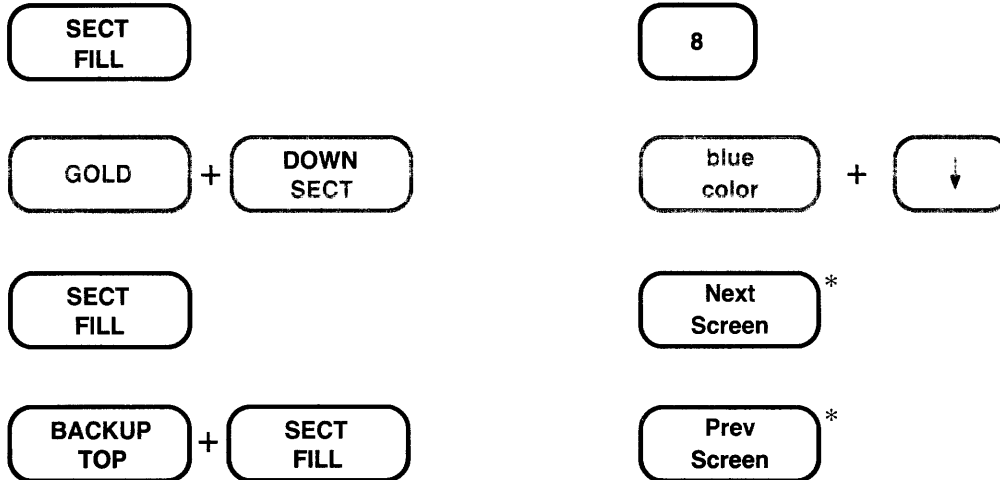 SECT
FILL
8
GOLD + DOWN
SECT
blue
color + ↓
SECT
FILL
Next
Screen *
BACKUP
TOP + SECT
FILL
Prev
Screen *